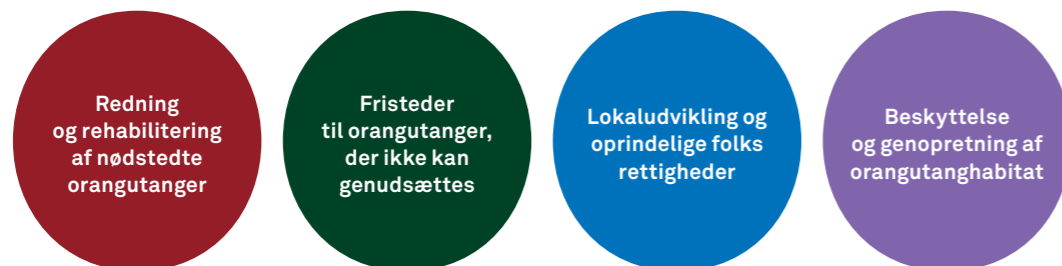 Redning
og rehabilitering
af nødstedte
orangutanger
Fristeder
til orangutanger,
der ikke kan
genudsættes
Lokaludvikling og
oprindelige folks
rettigheder
Beskyttelse
og genopretning af
orangutanghabitat